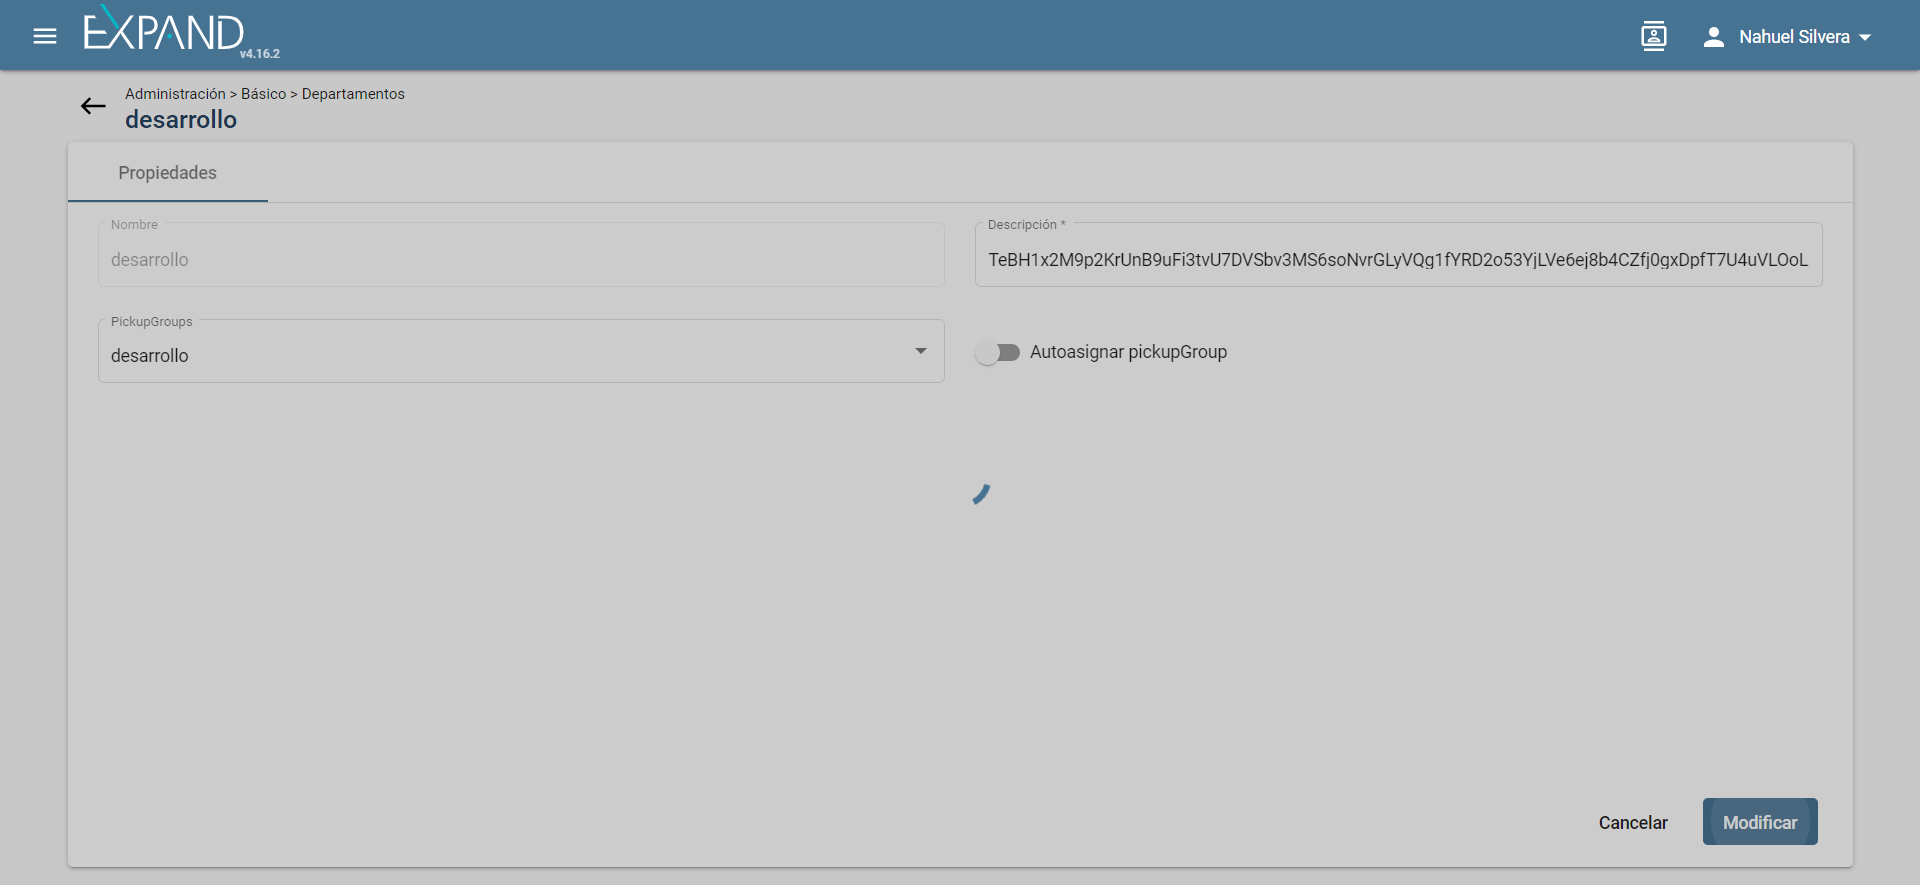 EXPAND
v4.16.2
Nahuel Silvera
Administración > Básico > Departamentos
desarrollo
Propiedades
Nombre
desarrollo
Descripción *
TeBH1x2M9p2KrUnB9uFi3tvU7DVSbv3MS6soNvrGLyVQg1fYRD2o53YjLVe6ej8b4CZfj0gxDpfT7U4uVLOoL
PickupGroups
desarrollo
Autoasignar pickupGroup
Cancelar
Modificar